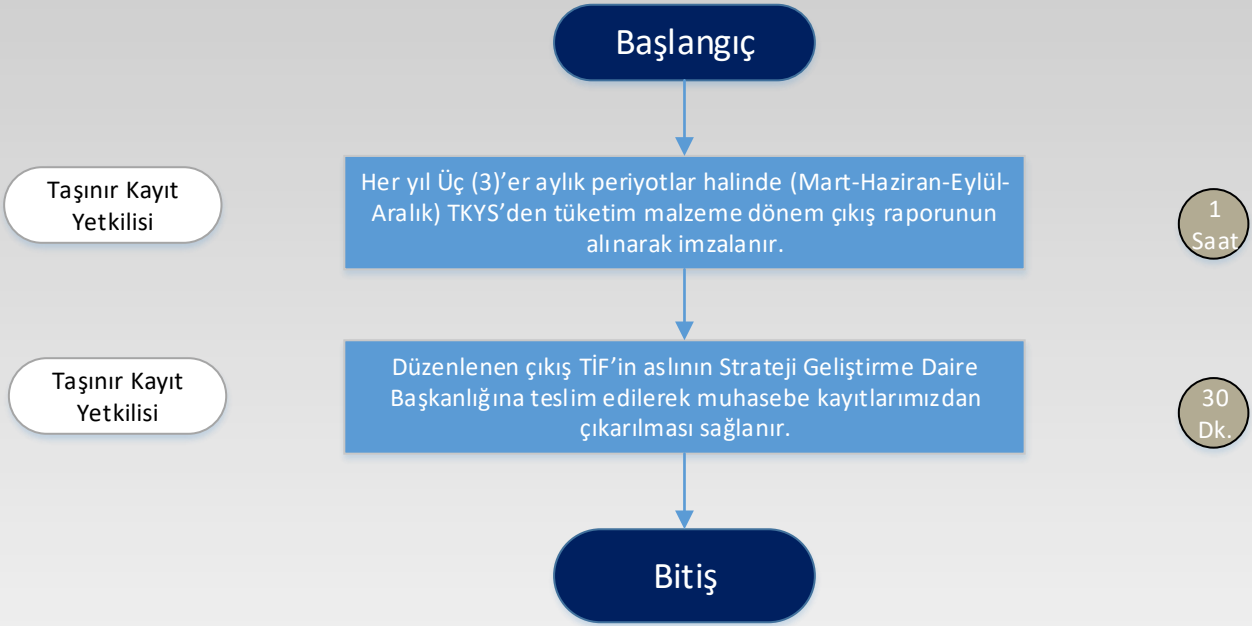 Başlangıç
Taşınır Kayıt
Yetkilisi
Her yıl Üç (3)’er aylık periyotlar halinde (Mart-Haziran-Eylül-
Aralık) TKYS’den tüketim malzeme dönem çıkış raporunun
alınarak imzalanır.
1
Saat
Taşınır Kayıt
Yetkilisi
Düzenlenen çıkış TİF’in aslının Strateji Geliştirme Daire
Başkanlığına teslim edilerek muhasebe kayıtlarımızdan
çıkarılması sağlanır.
30
Dk.
Bitiş